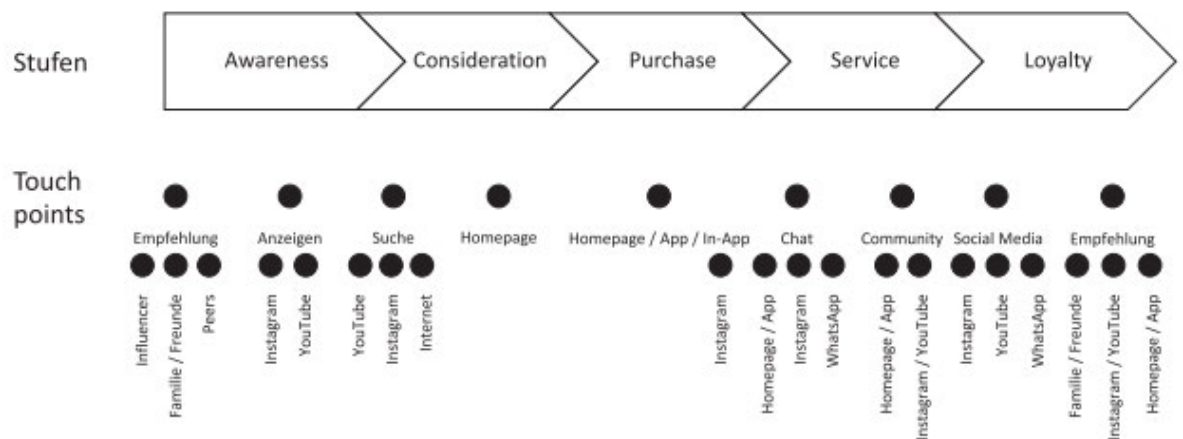 Stufen
Awareness
Consideration
Purchase
Service
Loyalty
Touch
points
Empfehlung
Anzeigen
Suche
Homepage
Homepage / App / In-App
Chat
Community
Social Media
Empfehlung
Influencer
Familie / Freunde
Peers
Instagram
YouTube
YouTube
Instagram
Internet
Instagram
Homepage / App
Instagram
WhatsApp
Homepage / App
Instagram / YouTube
Instagram
YouTube
WhatsApp
Familie / Freunde
Instagram / YouTube
Homepage / App